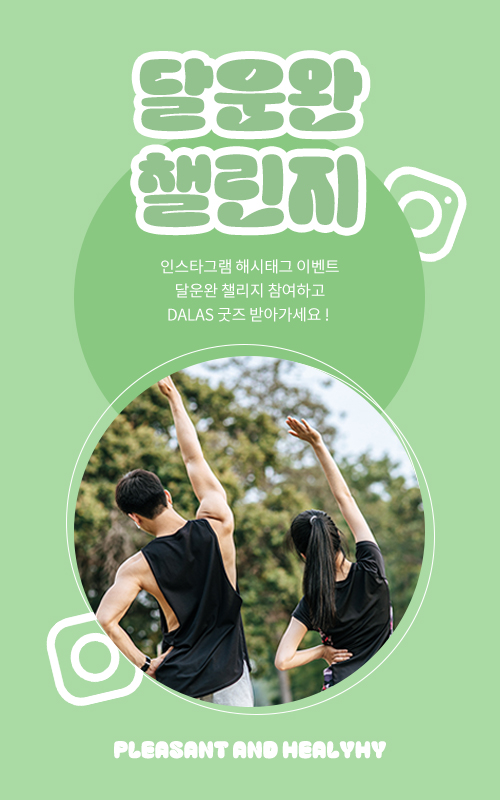 달운완
챌린지
인스타그램 해시태그 이벤트
달운완 챌리지 참여하고
DALAS 굿즈 받아가세요 !
PLEASANT AND HEALYHY